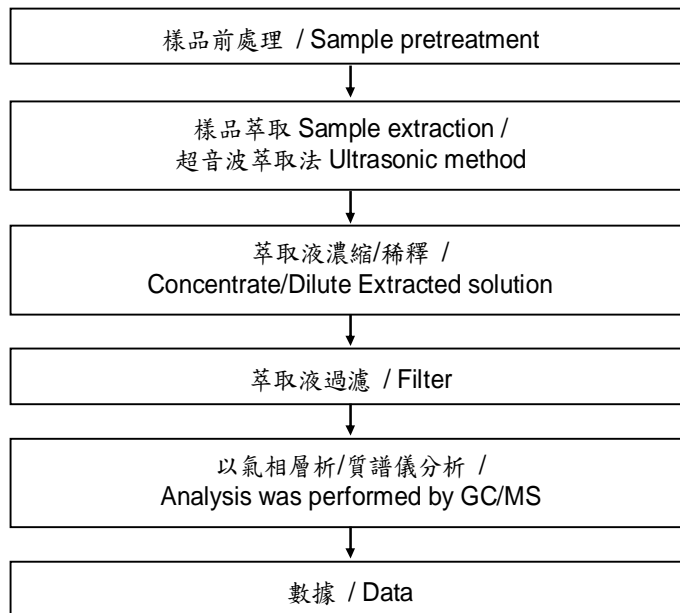 樣品前處理 / Sample pretreatment
樣品萃取 Sample extraction /
超音波萃取法 Ultrasonic method
萃取液濃縮/稀釋 /
Concentrate/Dilute Extracted solution
萃取液過濾 / Filter
以氣相層析/質譜儀分析 /
Analysis was performed by GC/MS
數據 / Data